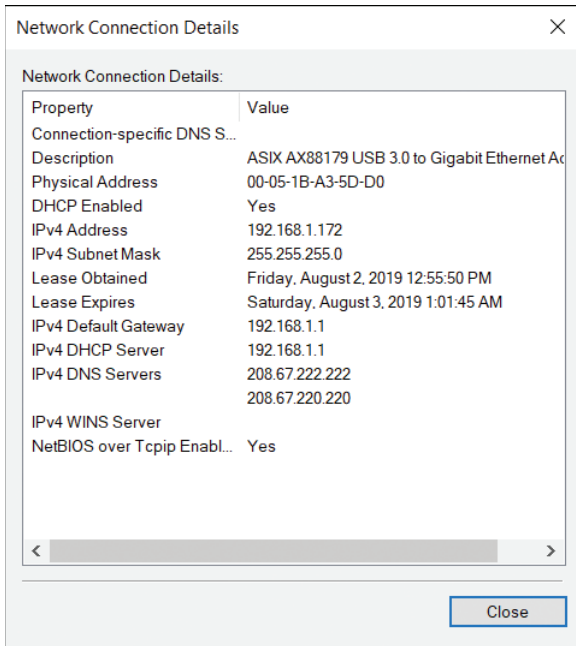 Network Connection Details
Network Connection Details:
Property Value
Connection-specific DNS S...
Description ASIX AX88179 USB 3.0 to Gigabit Ethernet Ad
Physical Address 00-05-1B-A3-5D-D0
DHCP Enabled Yes
IPv4 Address 192.168.1.172
IPv4 Subnet Mask 255.255.255.0
Lease Obtained Friday, August 2, 2019 12:55:50 PM
Lease Expires Saturday, August 3, 2019 1:01:45 AM
IPv4 Default Gateway 192.168.1.1
IPv4 DHCP Server 192.168.1.1
IPv4 DNS Servers 208.67.222.222
208.67.220.220
IPv4 WINS Server
NetBIOS over Tcpip Enabl... Yes
Close